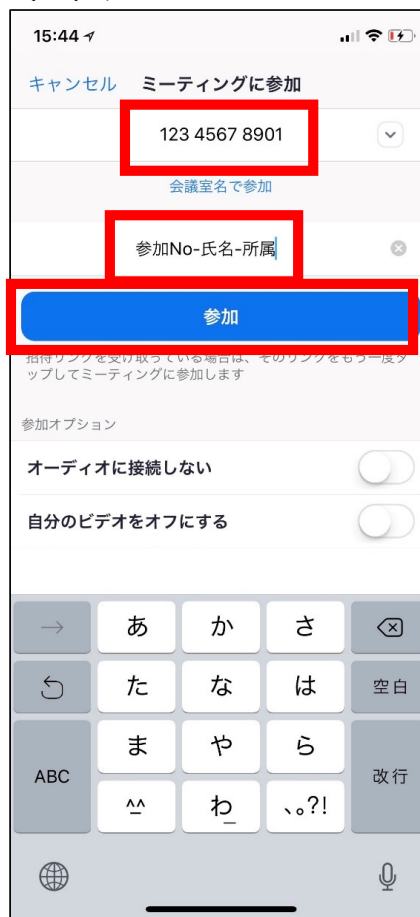 15:44
キャンセル ミーティングに参加
123 4567 8901
会議室名で参加
参加No-氏名-所属
参加
招待リンクを受け取っている場合は、そのリンクをもう一度タ
ップしてミーティングに参加します
参加オプション
オーディオに接続しない
自分のビデオをオフにする
→ あ か さ
た な は 空白
ま や ら
ABC 改行
^^ わ_ 、。?!